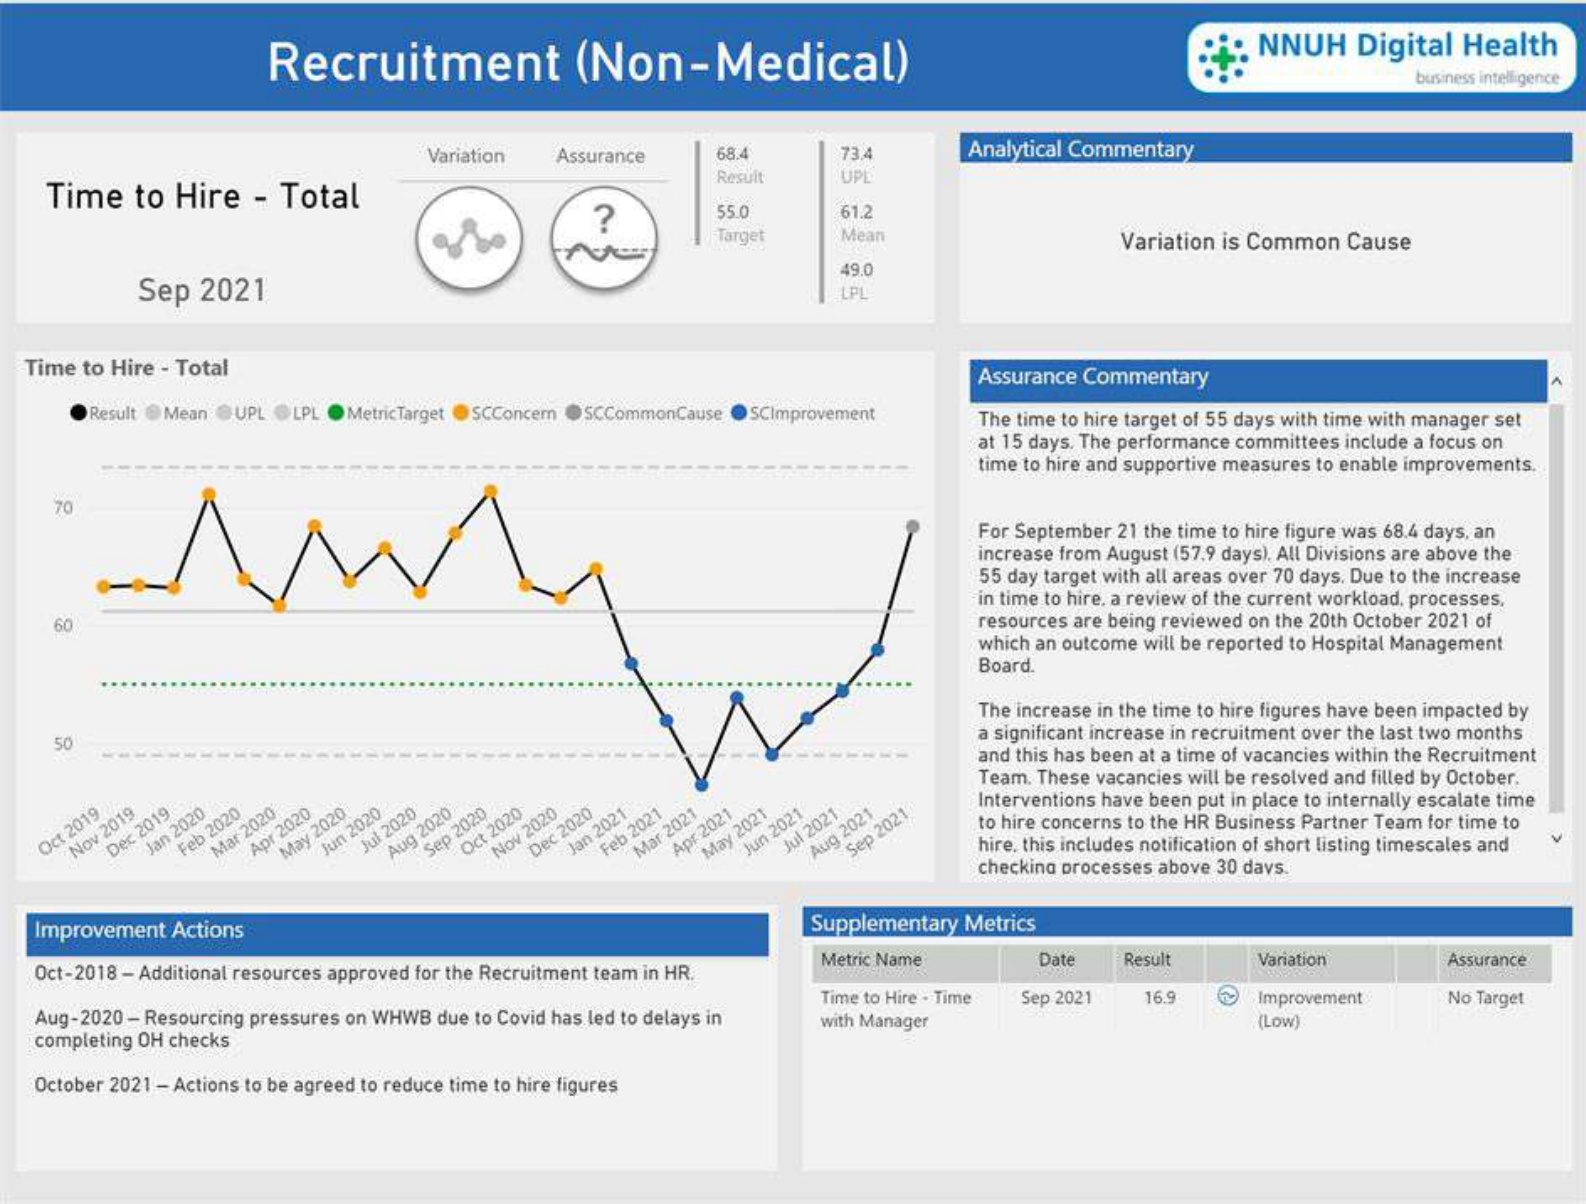 Recruitment (Non-Medical)
NNUH Digital Health
business intelligence
Time to Hire - Total
Sep 2021
Variation
Assurance
?
68.4
Result
55.0
Target
73.4
UPL
61.2
Mean
49.0
LPL
Analytical Commentary
Variation is Common Cause
Time to Hire - Total
Result Mean UPL LPL MetricTarget SCConcern SCCommonCause SCImprovement
70
60
50
Oct 2019
Nov 2019
Dec 2019
Jan 2020
Feb 2020
Mar 2020
Apr 2020
May 2020
Jun 2020
Jul 2020
Aug 2020
Sep 2020
Oct 2020
Nov 2020
Dec 2020
Jan 2021
Feb 2021
Mar 2021
Apr 2021
May 2021
Jun 2021
Jul 2021
Aug 2021
Sep 2021
Assurance Commentary
The time to hire target of 55 days with time with manager set
at 15 days. The performance committees include a focus on
time to hire and supportive measures to enable improvements.
For September 21 the time to hire figure was 68.4 days, an
increase from August (57.9 days). All Divisions are above the
55 day target with all areas over 70 days. Due to the increase
in time to hire, a review of the current workload, processes,
resources are being reviewed on the 20th October 2021 of
which an outcome will be reported to Hospital Management
Board.
The increase in the time to hire figures have been impacted by
a significant increase in recruitment over the last two months
and this has been at a time of vacancies within the Recruitment
Team. These vacancies will be resolved and filled by October.
Interventions have been put in place to internally escalate time
to hire concerns to the HR Business Partner Team for time to
hire, this includes notification of short listing timescales and
checking processes above 30 days.
Improvement Actions
Oct-2018 – Additional resources approved for the Recruitment team in HR.
Aug-2020 – Resourcing pressures on WHWB due to Covid has led to delays in
completing OH checks
October 2021 – Actions to be agreed to reduce time to hire figures
Supplementary Metrics
Metric Name Date Result Variation Assurance
Time to Hire - Time Sep 2021 16.9 Improvement No Target
with Manager (Low)